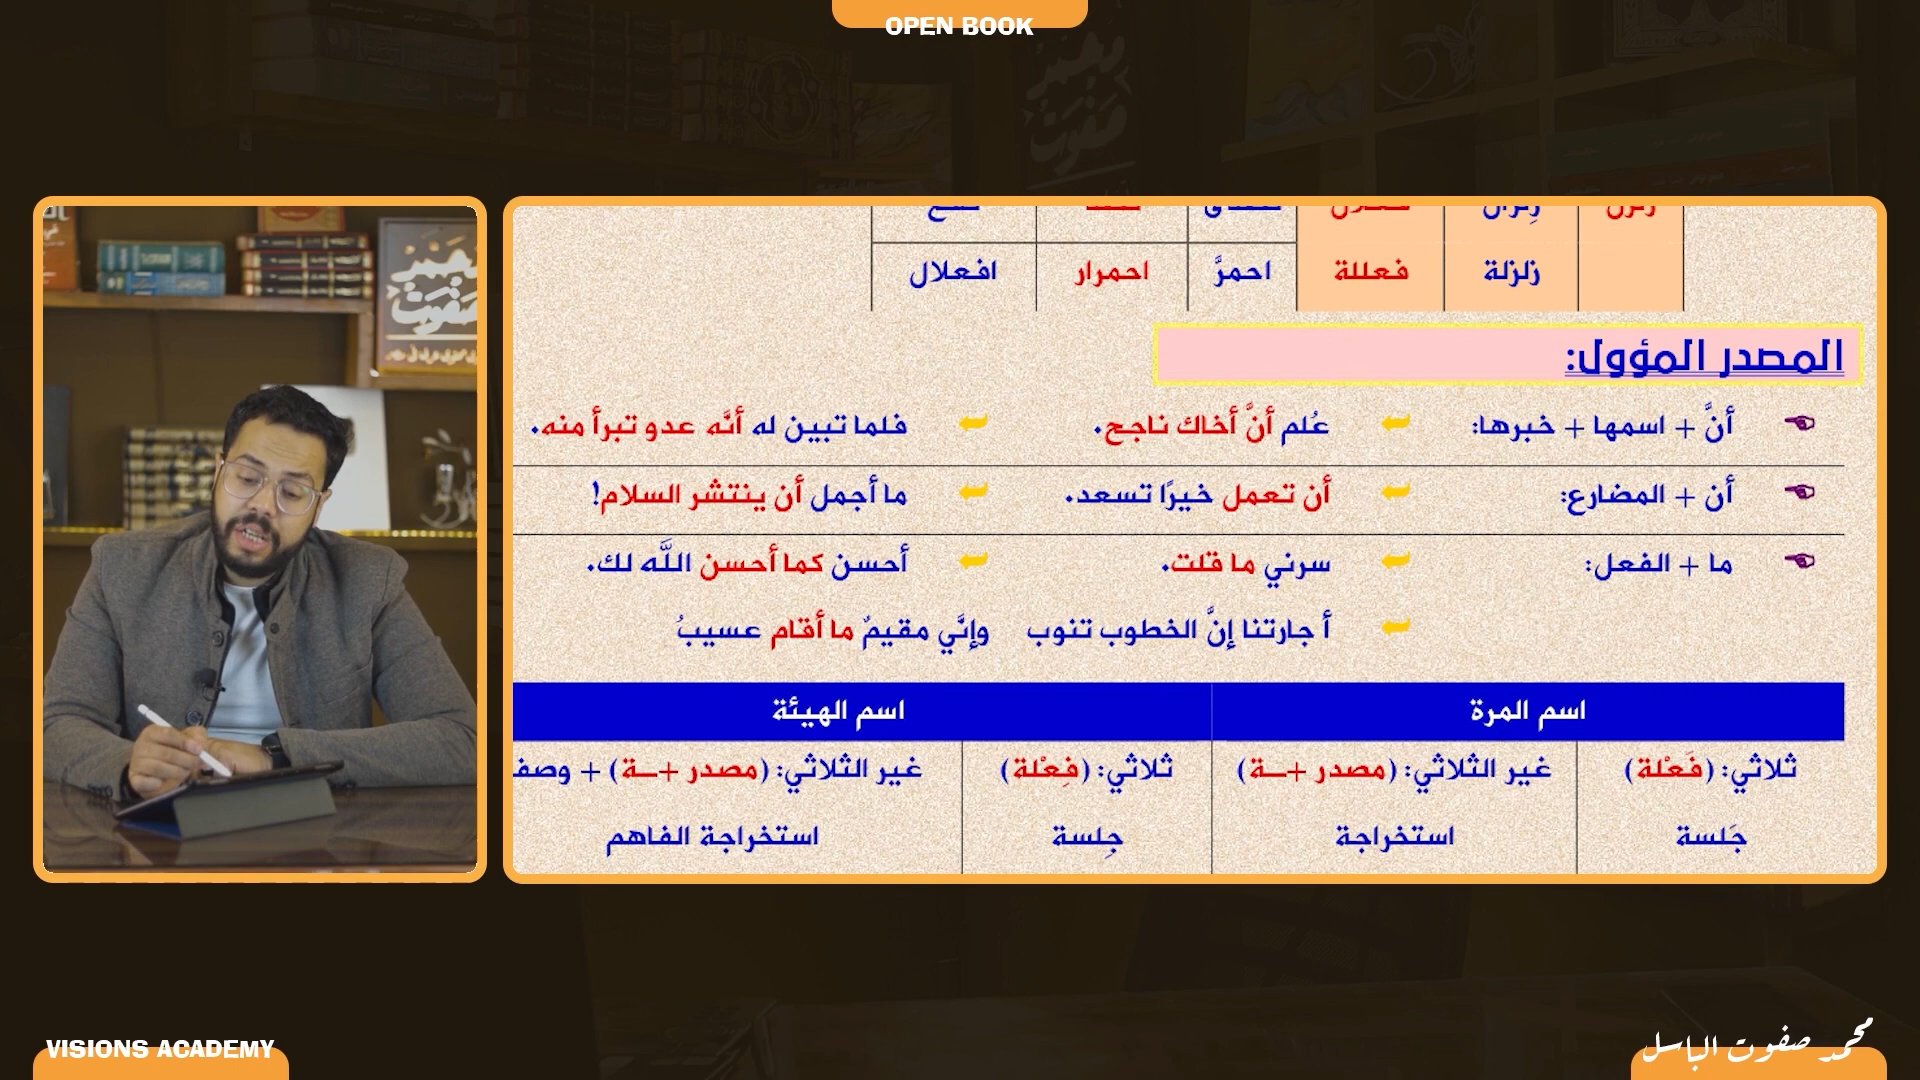 OPEN BOOK
زلزلة فعللة احمرَّ احمرار افعلال
المصدر المؤول:
أنَّ + اسمها + خبرها: عُلم أنَّ أخاك ناجح. فلما تبين له أنَّه عدو تبرأ منه.
أن + المضارع: أن تعمل خيرًا تسعد. ما أجمل أن ينتشر السلام!
ما + الفعل: سرني ما قلت. أحسن كما أحسن اللَّه لك.
أ جارتنا إنَّ الخطوب تنوب وإنَّي مقيمٌ ما أقام عسيبُ
اسم المرة اسم الهيئة
ثلاثي: (فَعْلة) غير الثلاثي: (مصدر +ـــة) ثلاثي: (فِعْلة) غير الثلاثي: (مصدر +ـــة) + وصف
جَلسة استخراجة جِلسة استخراجة الفاهم
VISIONS ACADEMY
محمد صفوت الباسل